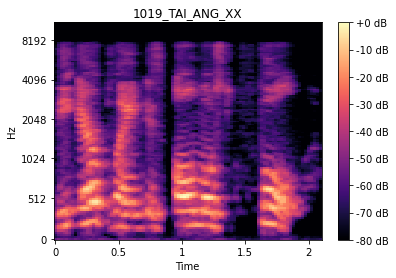 1019_TAI_ANG_XX
+0 dB
8192
-10 dB
4096
-20 dB
-30 dB
2048
Hz
-40 dB
1024
-50 dB
512
-60 dB
-70 dB
0
-80 dB
0
0.5
1
1.5
2
Time